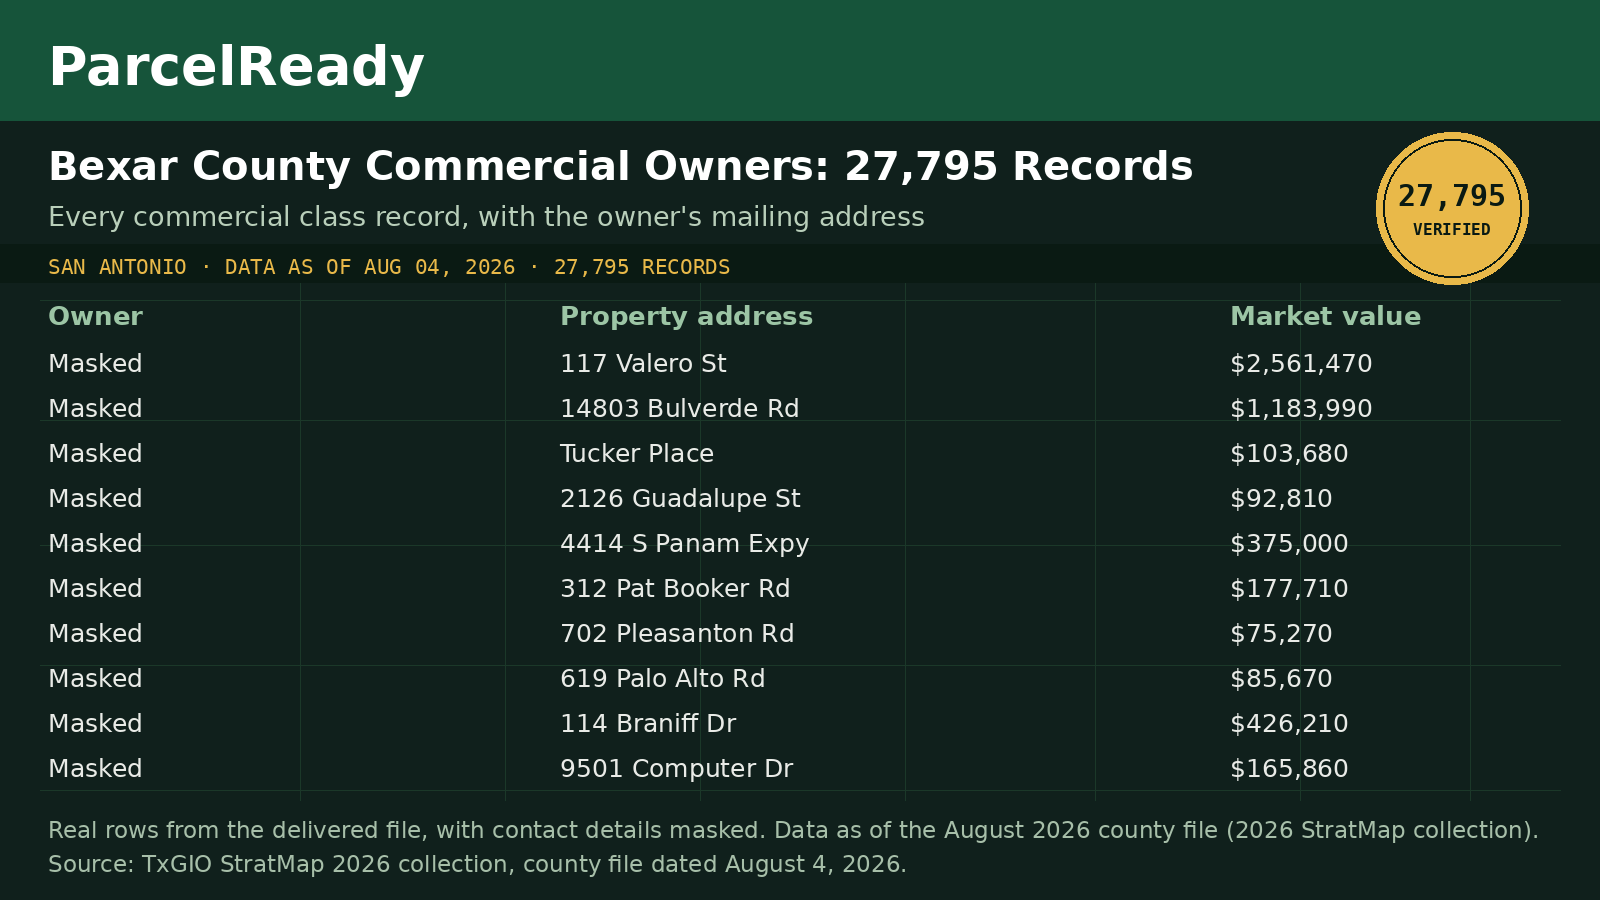 ParcelReady
Bexar County Commercial Owners: 27,795 Records
Every commercial class record, with the owner's mailing address
27,795
VERIFIED
SAN ANTONIO · DATA AS OF AUG 04, 2026 · 27,795 RECORDS
Owner Property address Market value
Masked 117 Valero St $2,561,470
Masked 14803 Bulverde Rd $1,183,990
Masked Tucker Place $103,680
Masked 2126 Guadalupe St $92,810
Masked 4414 S Panam Expy $375,000
Masked 312 Pat Booker Rd $177,710
Masked 702 Pleasanton Rd $75,270
Masked 619 Palo Alto Rd $85,670
Masked 114 Braniff Dr $426,210
Masked 9501 Computer Dr $165,860
Real rows from the delivered file, with contact details masked. Data as of the August 2026 county file (2026 StratMap collection).
Source: TxGIO StratMap 2026 collection, county file dated August 4, 2026.